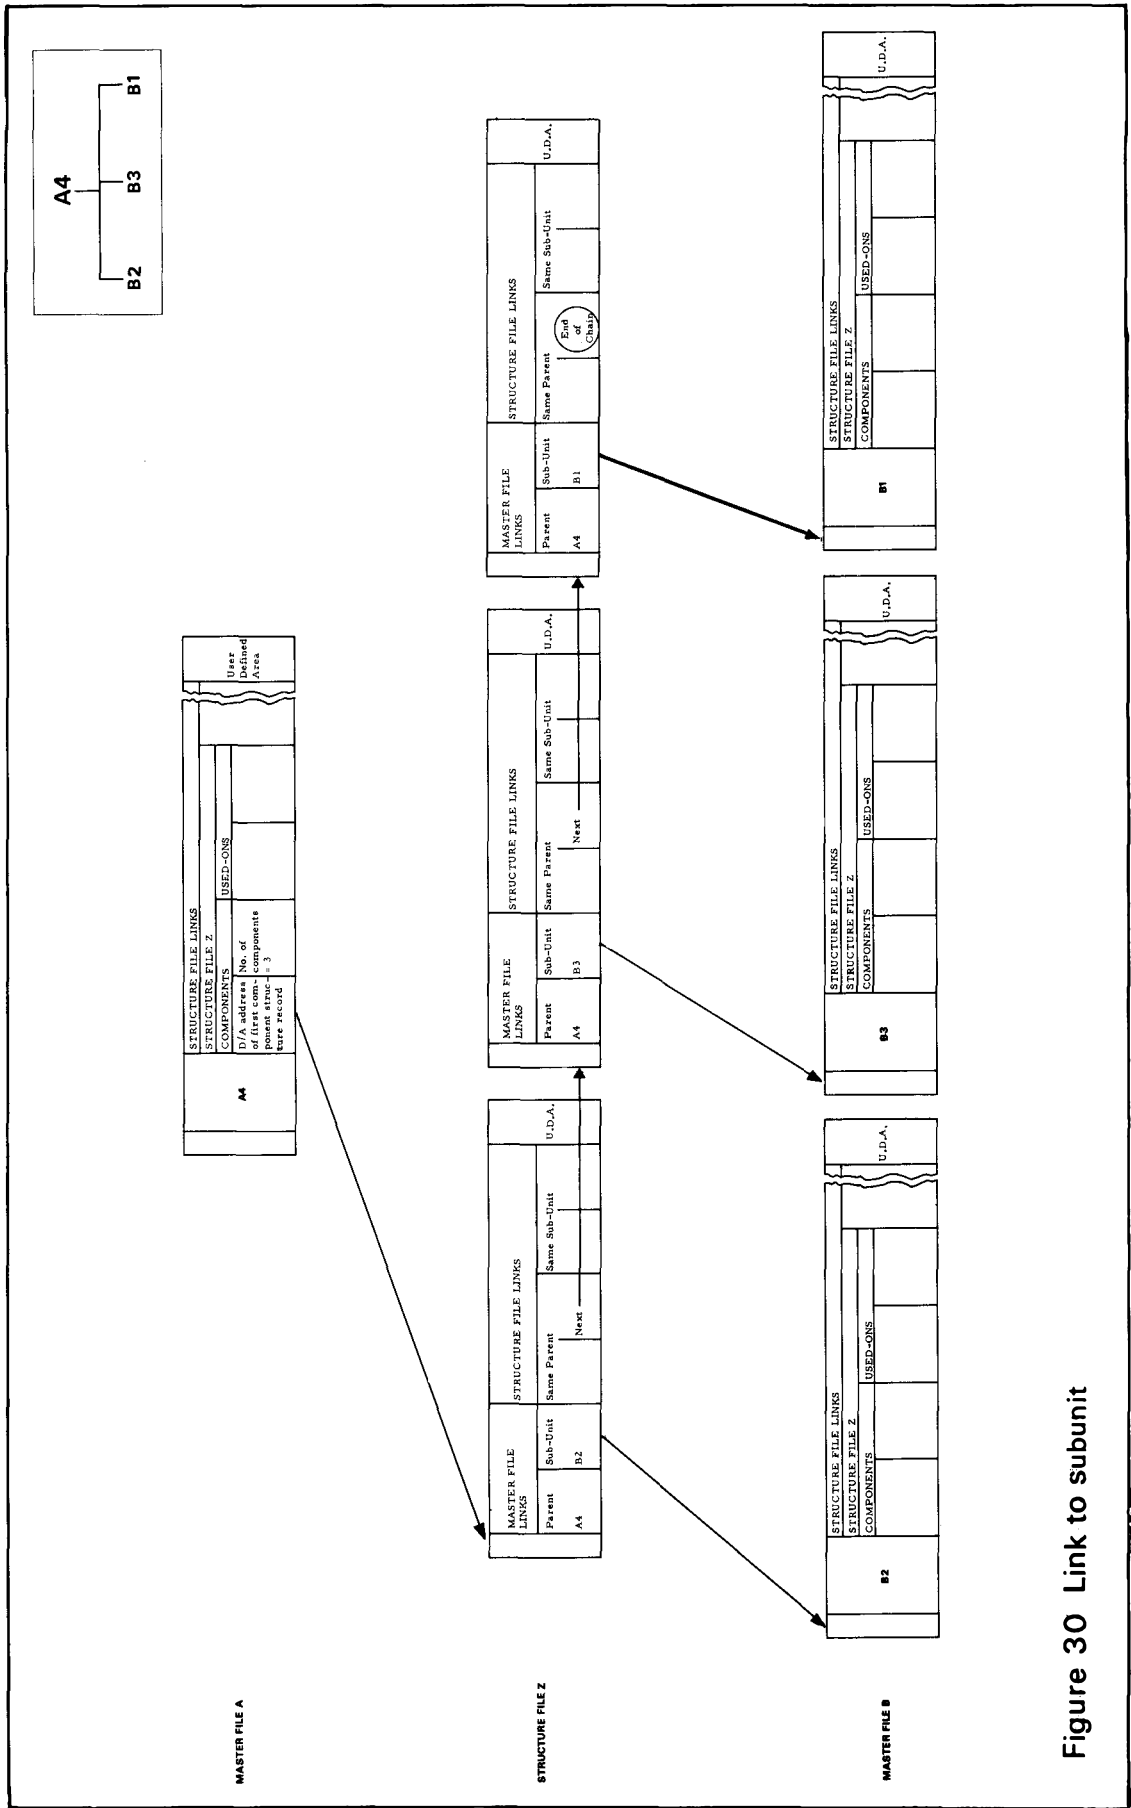 A4
B2 B3 B1
MASTER FILE A
A4
STRUCTURE FILE LINKS
STRUCTURE FILE Z
COMPONENTS USED-ONS
D/A address No. of
of first com- components
ponent struc- = 3
ture record
User
Defined
Area
STRUCTURE FILE Z
MASTER FILE
LINKS
STRUCTURE FILE LINKS
Parent Sub-Unit Same Parent Same Sub-Unit U.D.A.
A4 B2 Next
MASTER FILE
LINKS
STRUCTURE FILE LINKS
Parent Sub-Unit Same Parent Same Sub-Unit U.D.A.
A4 B3 Next
MASTER FILE
LINKS
STRUCTURE FILE LINKS
Parent Sub-Unit Same Parent Same Sub-Unit U.D.A.
A4 B1
End
of
Chain
MASTER FILE B
B2
STRUCTURE FILE LINKS
STRUCTURE FILE Z
COMPONENTS USED-ONS
U.D.A.
B3
STRUCTURE FILE LINKS
STRUCTURE FILE Z
COMPONENTS USED-ONS
U.D.A.
B1
STRUCTURE FILE LINKS
STRUCTURE FILE Z
COMPONENTS USED-ONS
U.D.A.
Figure 30 Link to subunit